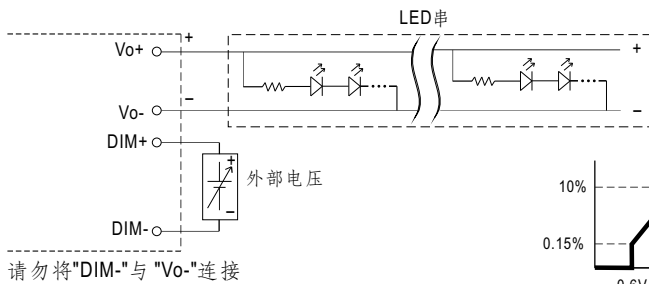 LED串
Vo+
+
+
−
Vo-
−
DIM+
+
外部电压
−
DIM-
10%
0.15%
请勿将"DIM-"与 "Vo-"连接